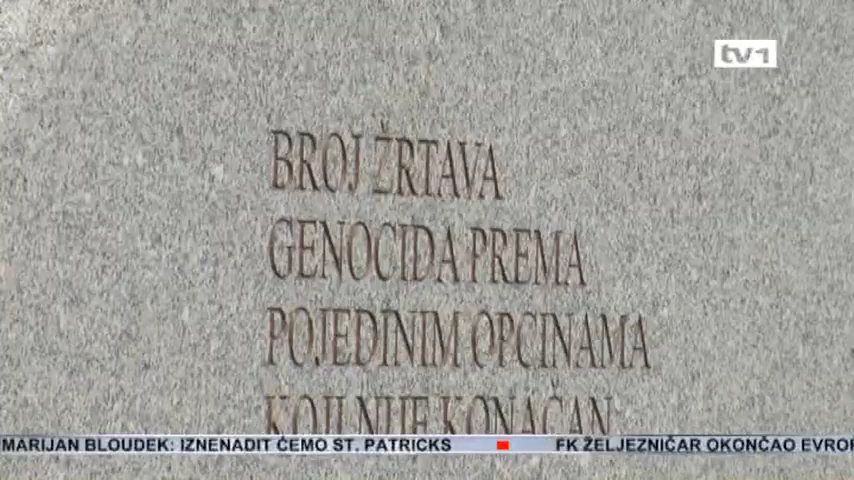 tv1
BROJ ŽRTAVA
GENOCIDA PREMA
POJEDINIM OPCINAMA
KOJI NIJE KONAČAN
MARIJAN BLOUDEK: IZNENADIT ĆEMO ST. PATRICKS FK ŽELJEZNIČAR OKONČAO EVROP